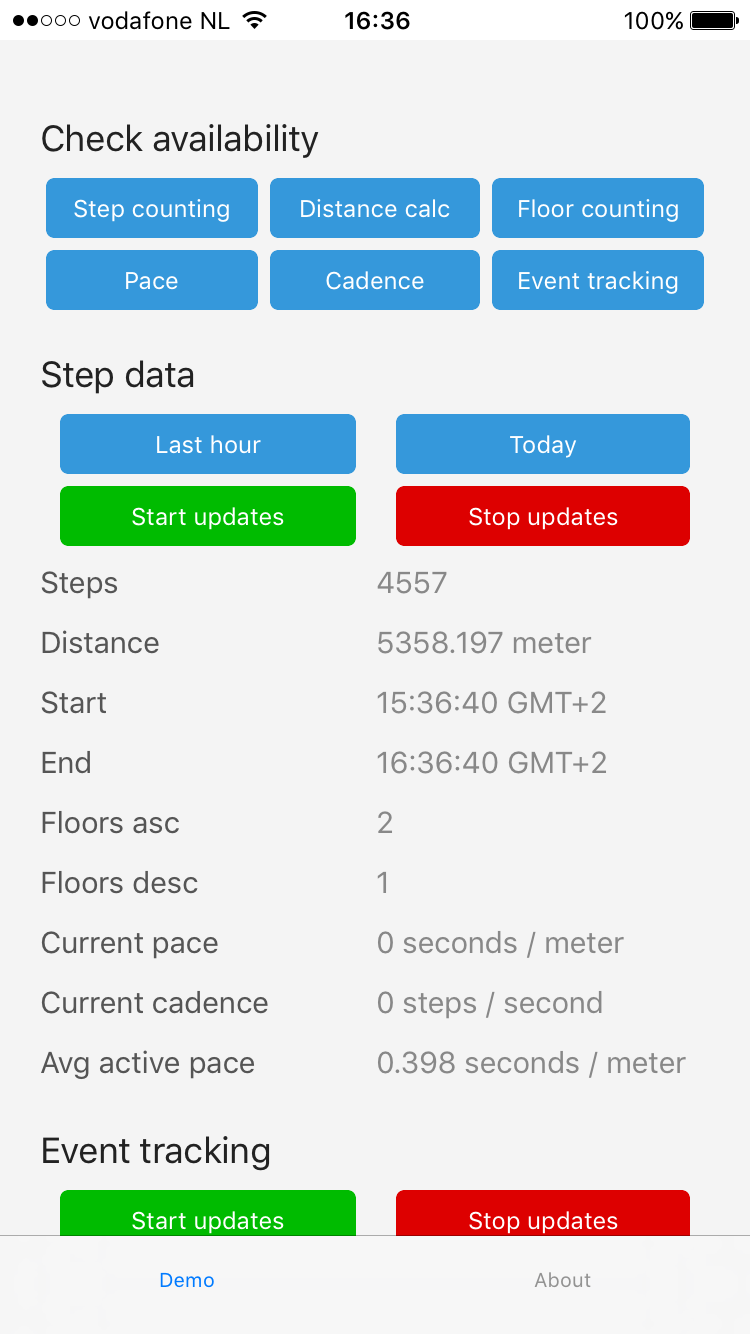 vodafone NL 16:36 100%
Check availability
Step counting Distance calc Floor counting
Pace Cadence Event tracking
Step data
Last hour Today
Start updates Stop updates
Steps 4557
Distance 5358.197 meter
Start 15:36:40 GMT+2
End 16:36:40 GMT+2
Floors asc 2
Floors desc 1
Current pace 0 seconds / meter
Current cadence 0 steps / second
Avg active pace 0.398 seconds / meter
Event tracking
Start updates Stop updates
Demo About